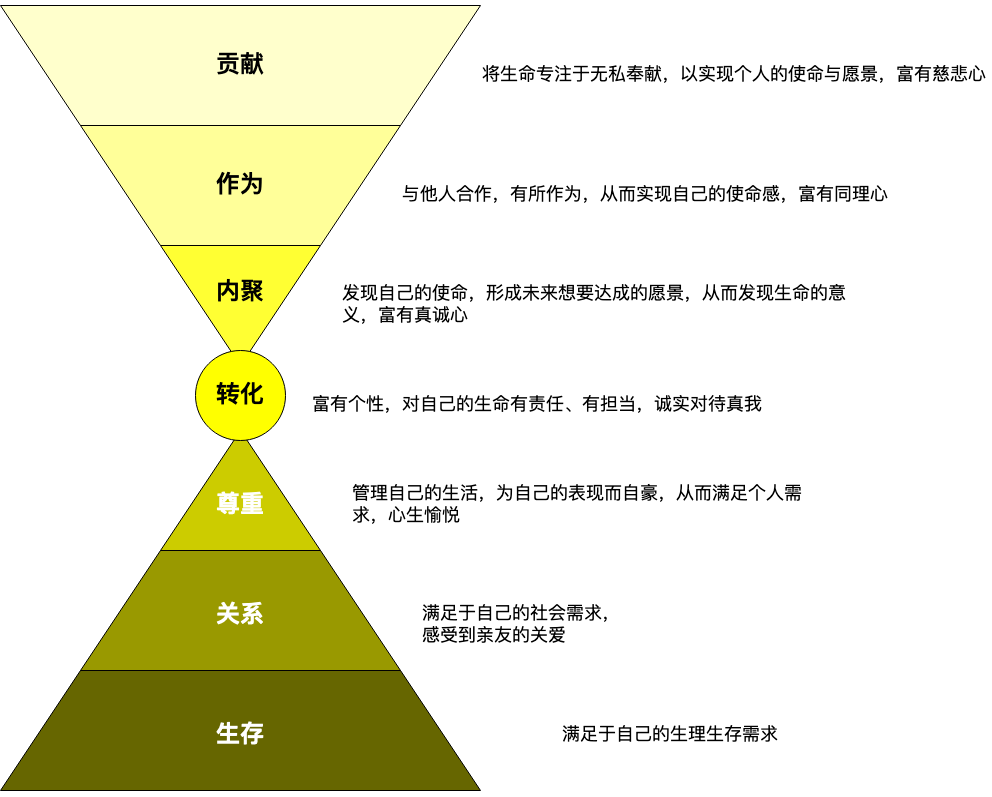 贡献
将生命专注于无私奉献，以实现个人的使命与愿景，富有慈悲心
作为
与他人合作，有所作为，从而实现自己的使命感，富有同理心
内聚
发现自己的使命，形成未来想要达成的愿景，从而发现生命的意
义，富有真诚心
转化
富有个性，对自己的生命有责任、有担当，诚实对待真我
尊重
管理自己的生活，为自己的表现而自豪，从而满足个人需
求，心生愉悦
关系
满足于自己的社会需求，
感受到亲友的关爱
生存
满足于自己的生理生存需求